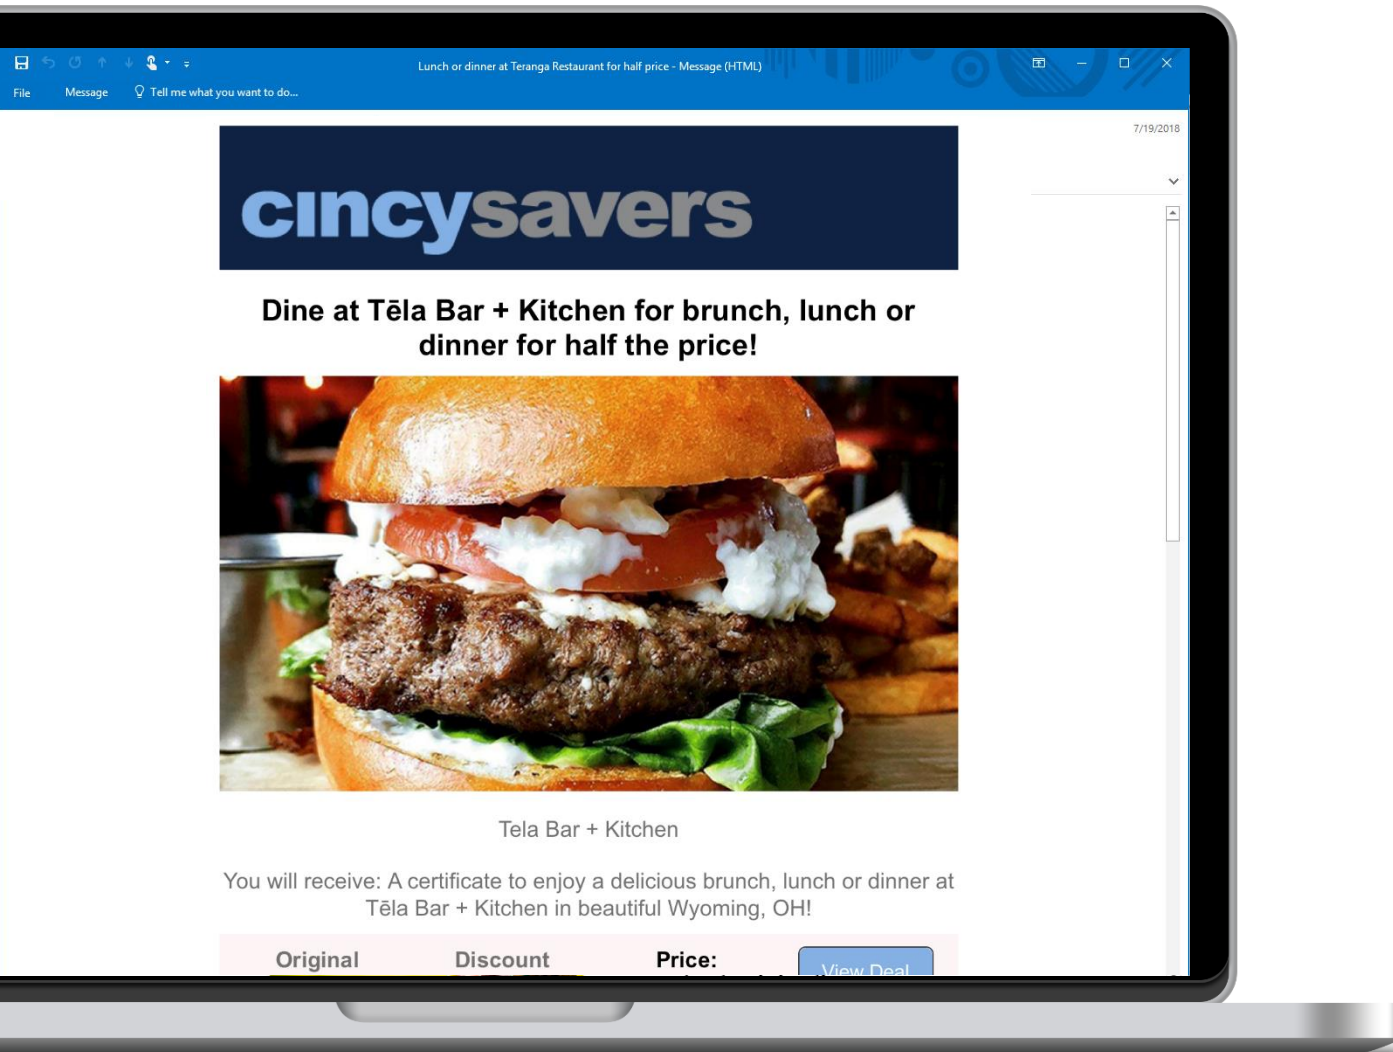 Lunch or dinner at Teranga Restaurant for half price - Message (HTML)
File Message Tell me what you want to do...
7/19/2018
cincysavers
Dine at Tēla Bar + Kitchen for brunch, lunch or
dinner for half the price!
Tela Bar + Kitchen
You will receive: A certificate to enjoy a delicious brunch, lunch or dinner at
Tēla Bar + Kitchen in beautiful Wyoming, OH!
Original Discount Price: View Deal